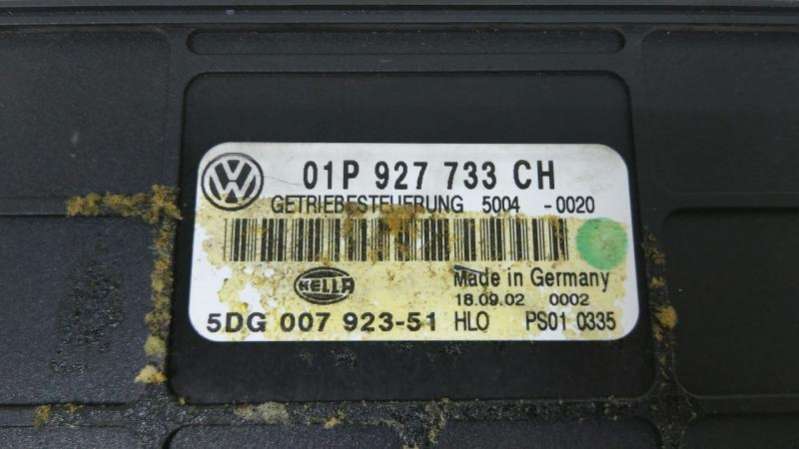 01P 927 733 CH
GETRIEBESTEUERUNG 5004 -0020
HELLA
Made in Germany
18.09.02 0002
5DG 007 923-51 HLO PS01 0335